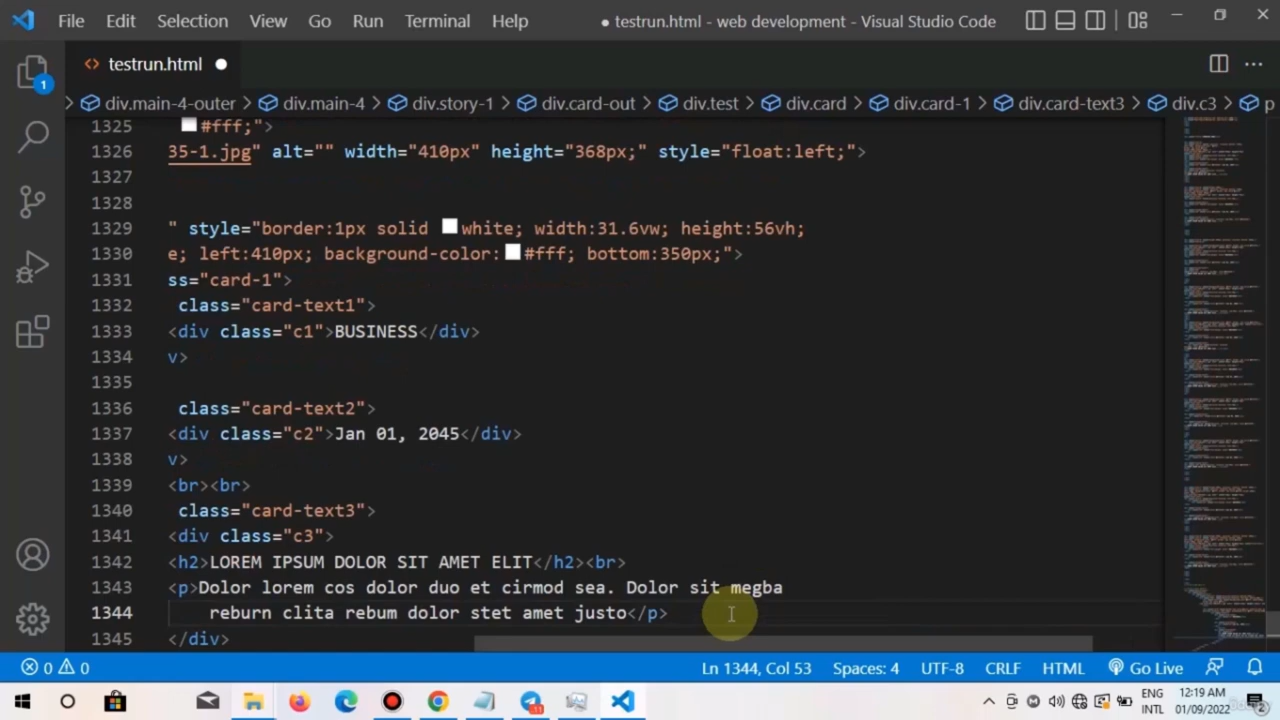 File Edit Selection View Go Run Terminal Help ● testrun.html - web development - Visual Studio Code
<> testrun.html ●
1
> div.main-4-outer > div.main-4 > div.story-1 > div.card-out > div.test > div.card > div.card-1 > div.card-text3 > div.c3 > p
1325 #fff;">
1326 35-1.jpg" alt="" width="410px" height="368px;" style="float:left;">
1327
1328
1329 " style="border:1px solid white; width:31.6vw; height:56vh;
1330 e; left:410px; background-color:#fff; bottom:350px;">
1331 ss="card-1">
1332 class="card-text1">
1333 <div class="c1">BUSINESS</div>
1334 v>
1335
1336 class="card-text2">
1337 <div class="c2">Jan 01, 2045</div>
1338 v>
1339 <br><br>
1340 class="card-text3">
1341 <div class="c3">
1342 <h2>LOREM IPSUM DOLOR SIT AMET ELIT</h2><br>
1343 <p>Dolor lorem cos dolor duo et cirmod sea. Dolor sit megba
1344 reburn clita rebum dolor stet amet justo</p>
1345 </div>
0 0 Ln 1344, Col 53 Spaces: 4 UTF-8 CRLF HTML Go Live
ENG 12:19 AM
INTL 01/09/2022 2